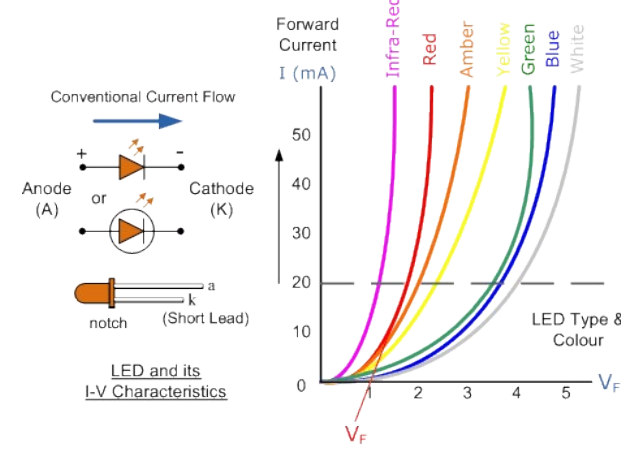 Conventional Current Flow
+
-
Anode
(A)
or
Cathode
(K)
a
k
notch
(Short Lead)
LED and its
I-V Characteristics
Forward
Current
I (mA)
Infra-Red
Red
Amber
Yellow
Green
Blue
White
50
40
30
20
10
0
1
2
3
4
5
V_F
V_F
LED Type &
Colour